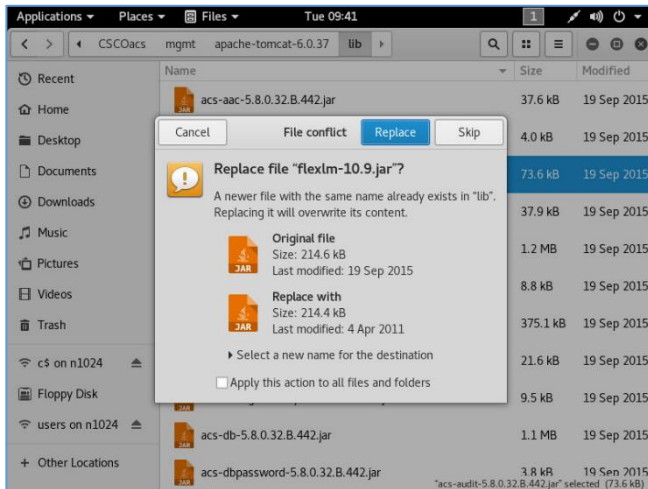 Applications Places Files Tue 09:41 1
CSCOacs mgmt apache-tomcat-6.0.37 lib
Name Size Modified
Recent
Home
Desktop
Documents
Downloads
Music
Pictures
Videos
Trash
c$ on n1024
Floppy Disk
users on n1024
+ Other Locations
acs-aac-5.8.0.32.B.442.jar 37.6 kB 19 Sep 2015
4.0 kB 19 Sep 2015
73.6 kB 19 Sep 2015
37.9 kB 19 Sep 2015
1.2 MB 19 Sep 2015
8.8 kB 19 Sep 2015
375.1 kB 19 Sep 2015
21.6 kB 19 Sep 2015
9.5 kB 19 Sep 2015
acs-db-5.8.0.32.B.442.jar 1.1 MB 19 Sep 2015
acs-dbpassword-5.8.0.32.B.442.jar 3.8 kB 19 Sep 2015
"acs-audit-5.8.0.32.B.442.jar" selected (73.6 kB)
Cancel File conflict Replace Skip
Replace file "flexlm-10.9.jar"?
A newer file with the same name already exists in "lib".
Replacing it will overwrite its content.
Original file
JAR Size: 214.6 kB
Last modified: 19 Sep 2015
Replace with
JAR Size: 214.4 kB
Last modified: 4 Apr 2011
Select a new name for the destination
Apply this action to all files and folders